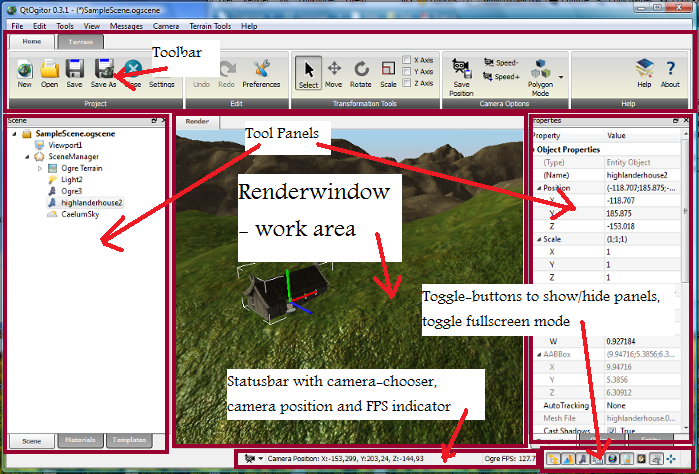 QtOgitor 0.3.1 - (*)SampleScene.ogscene
File Edit Tools View Messages Camera Terrain Tools Help
Home Terrain
Toolbar
New Open Save Save As Settings
Undo Redo Preferences
Select Move Rotate Scale
X Axis
Y Axis
Z Axis
Save Position
Speed-
Speed+
Polygon Mode
Help About
Project Edit Transformation Tools Camera Options Help
Scene
SampleScene.ogscene
Viewport1
SceneManager
Ogre Terrain
Light2
Ogre3
highlanderhouse2
CaelumSky
Scene Materials Templates
Render
Tool Panels
Renderwindow
- work area
Toggle-buttons to show/hide panels,
toggle fullscreen mode
Statusbar with camera-chooser,
camera position and FPS indicator
Properties
Property Value
Object Properties
(Type) Entity Object
(Name) highlanderhouse2
Position (-118.707;185.875;-...
X -118.707
Y 185.875
Z -153.018
Scale (1;1;1)
X 1
Y 1
Z 1
W 0.927184
AABBox (9.94716;5.3856;6.3...
X 9.94716
Y 5.3856
Z 6.30912
AutoTracking None
Mesh File highlanderhouse.0...
Cast Shadows True
Camera Position: X:-153,299, Y:203,24, Z:-144,93
Ogre FPS: 127.7